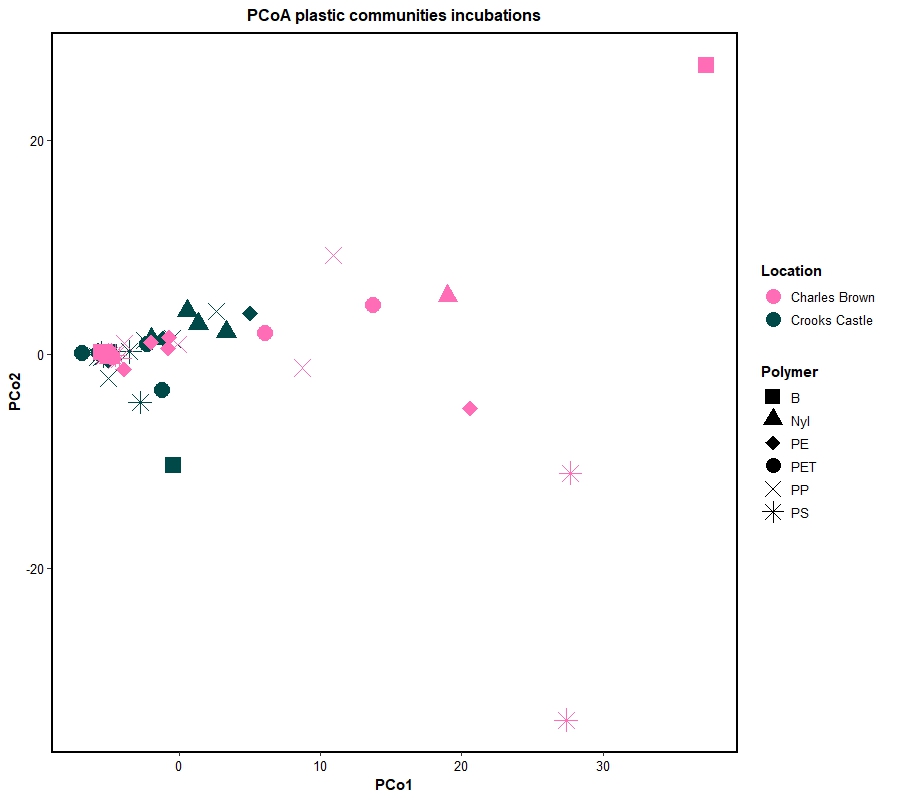 PCoA plastic communities incubations
20
0
-20
PCo2
0
10
20
30
PCo1
Location
Charles Brown
Crooks Castle
Polymer
B
Nyl
PE
PET
PP
PS